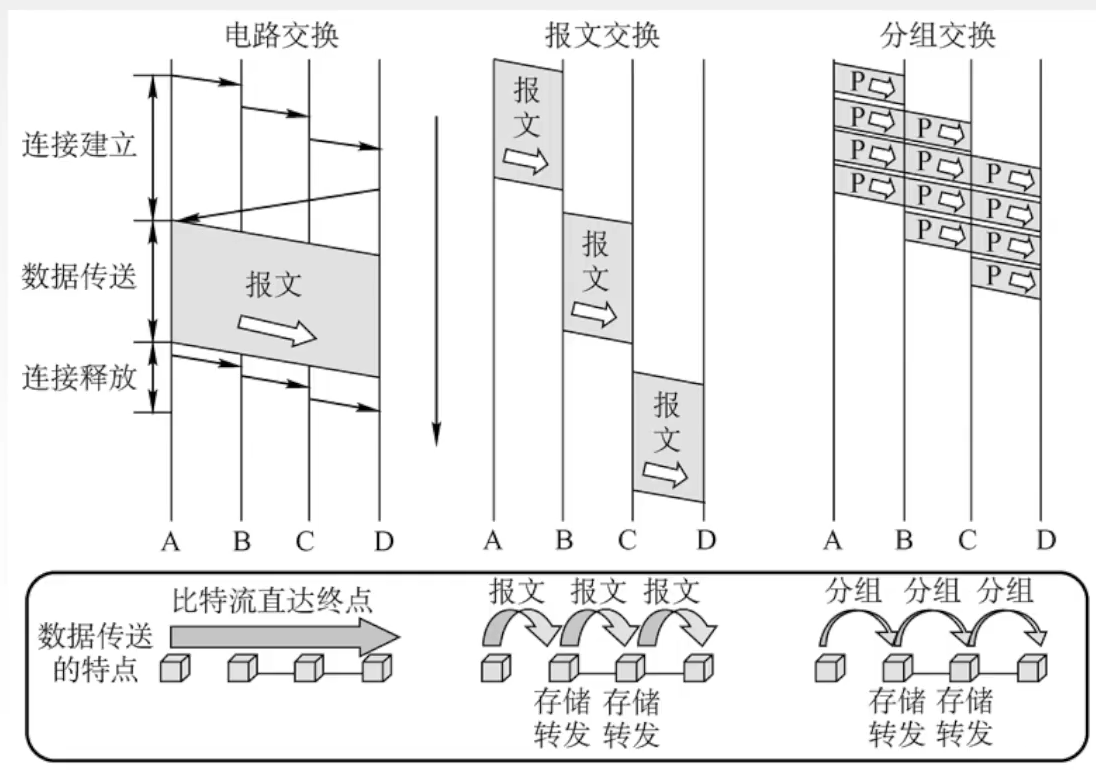 电路交换
报文交换
分组交换
连接建立
数据传送
连接释放
报文
A B C D
报
文
报
文
报
文
A B C D
P
P P
P P P
P P P
P P
P
A B C D
数据传送
的特点
比特流直达终点
报文 报文 报文
存储 存储
转发 转发
分组 分组 分组
存储 存储
转发 转发